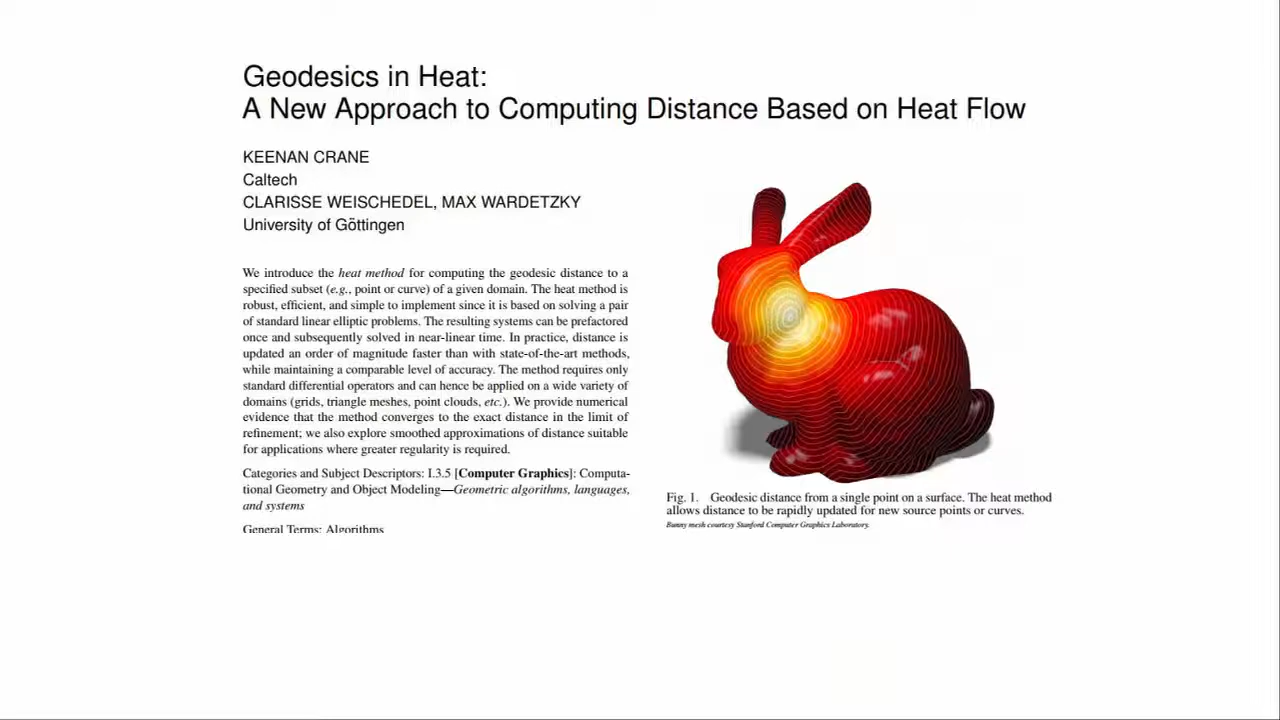 Geodesics in Heat:
A New Approach to Computing Distance Based on Heat Flow
KEENAN CRANE
Caltech
CLARISSE WEISCHEDEL, MAX WARDETZKY
University of Göttingen
We introduce the heat method for computing the geodesic distance to a
specified subset (e.g., point or curve) of a given domain. The heat method is
robust, efficient, and simple to implement since it is based on solving a pair
of standard linear elliptic problems. The resulting systems can be prefactored
once and subsequently solved in near-linear time. In practice, distance is
updated an order of magnitude faster than with state-of-the-art methods,
while maintaining a comparable level of accuracy. The method requires only
standard differential operators and can hence be applied on a wide variety of
domains (grids, triangle meshes, point clouds, etc.). We provide numerical
evidence that the method converges to the exact distance in the limit of
refinement; we also explore smoothed approximations of distance suitable
for applications where greater regularity is required.
Categories and Subject Descriptors: I.3.5 [Computer Graphics]: Computa-
tional Geometry and Object Modeling—Geometric algorithms, languages,
and systems
General Terms: Algorithms
Fig. 1. Geodesic distance from a single point on a surface. The heat method
allows distance to be rapidly updated for new source points or curves.
Bunny mesh courtesy Stanford Computer Graphics Laboratory.